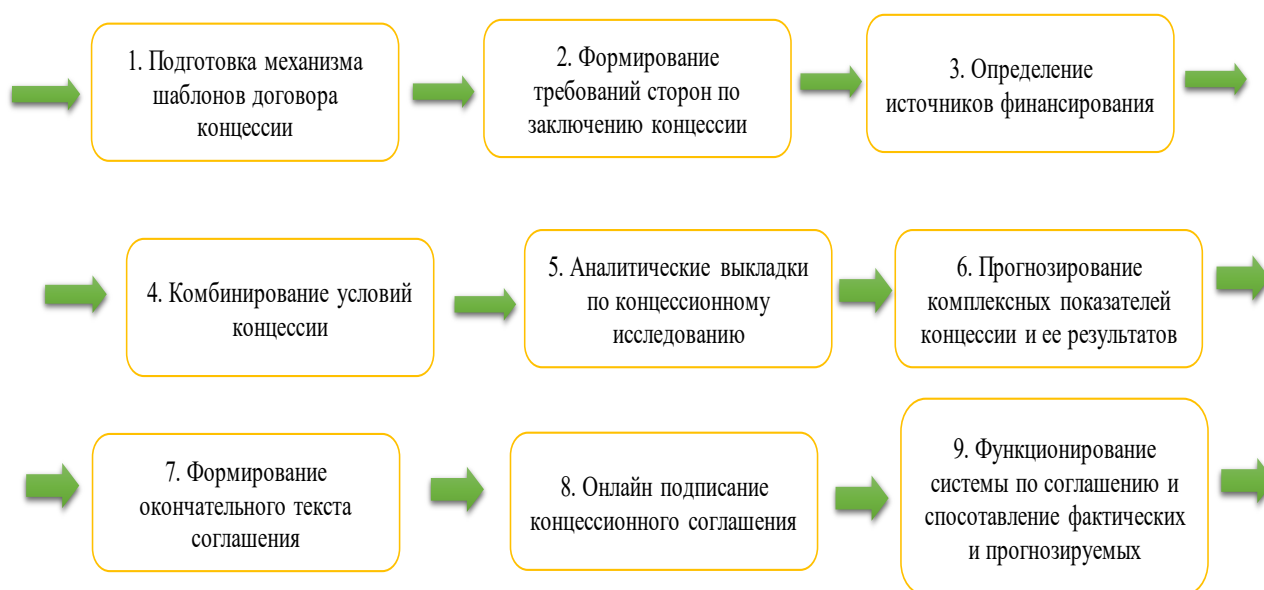 1. Подготовка механизма
шаблонов договора
концессии
2. Формирование
требований сторон по
заключению концессии
3. Определение
источников финансирования
4. Комбинирование условий
концессии
5. Аналитические выкладки
по концессионному
исследованию
6. Прогнозирование
комплексных показателей
концессии и ее результатов
7. Формирование
окончательного текста
соглашения
8. Онлайн подписание
концессионного соглашения
9. Функционирование
системы по соглашению и
спосотавление фактических
и прогнозируемых